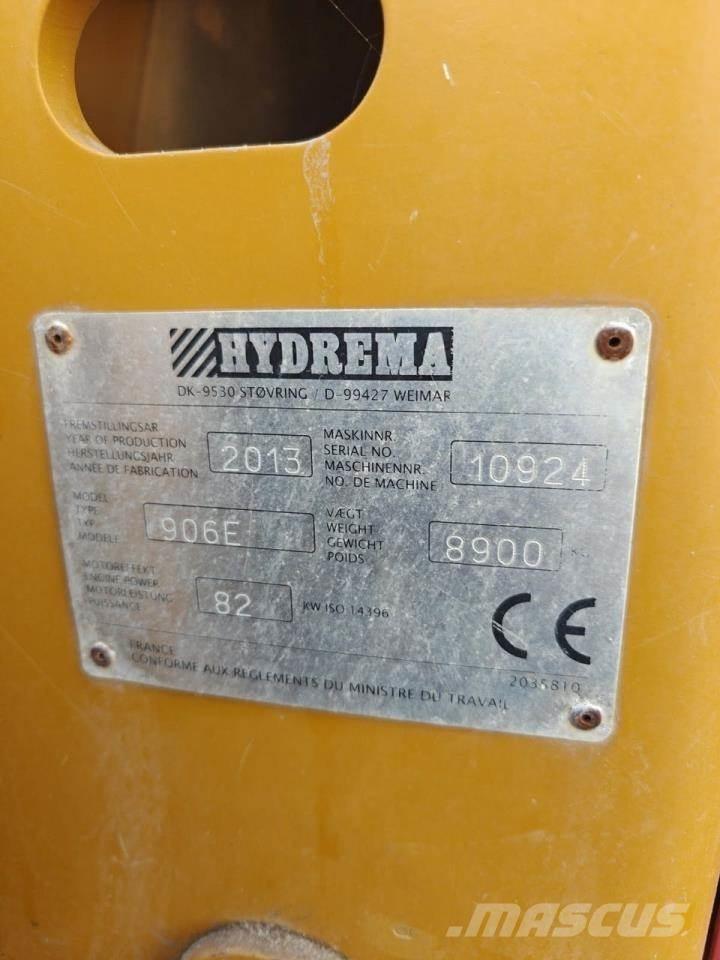 HYDREMA
DK-9530 STØVRING / D-99427 WEIMAR
FREMSTILLINGSÅR
YEAR OF PRODUCTION
HERSTELLUNGSJAHR
ANNÉE DE FABRICATION
2013
MASKINNR.
SERIAL NO.
MASCHINENNR.
NO. DE MACHINE
10924
MODEL
TYPE
TYP
MODELE
906E
VÆGT
WEIGHT
GEWICHT
POIDS
8900 KG
MOTOREFFEKT
ENGINE POWER
MOTORLEISTUNG
PUISSANCE
82 KW ISO 14396
CE
FRANCE
CONFORME AUX REGLEMENTS DU MINISTRE DU TRAVAIL
2035810
MASCUS